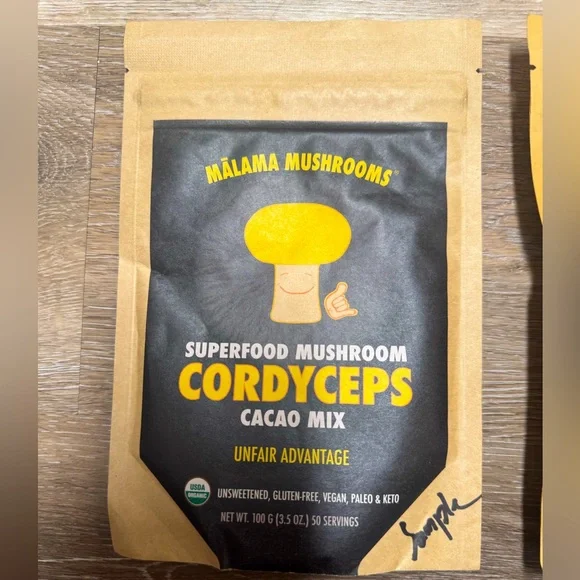 MĀLAMA MUSHROOMS
SUPERFOOD MUSHROOM
CORDYCEPS
CACAO MIX
UNFAIR ADVANTAGE
USDA
ORGANIC
UNSWEETENED, GLUTEN-FREE, VEGAN, PALEO & KETO
NET WT. 100 G (3.5 OZ.) 50 SERVINGS
Sample